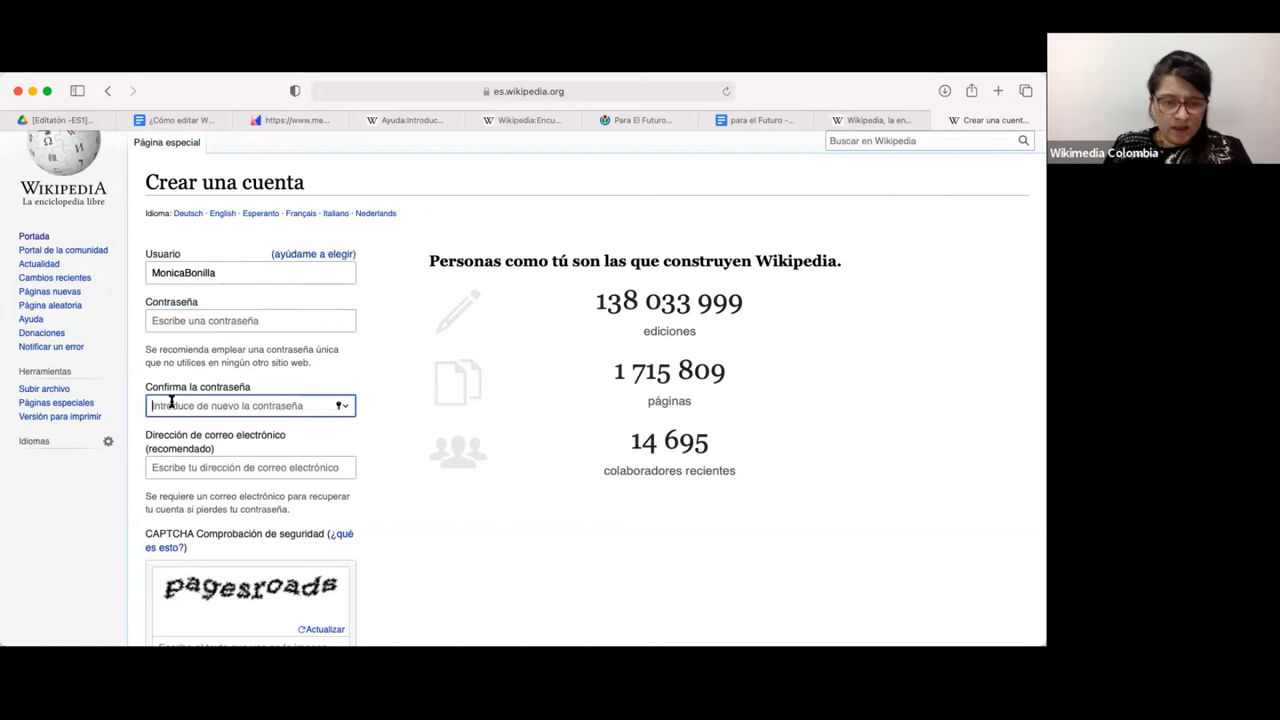 es.wikipedia.org
[Editatón -ES1]...
¿Cómo editar W...
https://www.me...
Ayuda:Introduc...
Wikipedia:Encu...
Para El Futuro...
para el Futuro -...
Wikipedia, la en...
Crear una cuent...
Página especial
Buscar en Wikipedia
WIKIPEDIA
La enciclopedia libre
Portada
Portal de la comunidad
Actualidad
Cambios recientes
Páginas nuevas
Página aleatoria
Ayuda
Donaciones
Notificar un error
Herramientas
Subir archivo
Páginas especiales
Versión para imprimir
Idiomas
Crear una cuenta
Idioma: Deutsch · English · Esperanto · Français · Italiano · Nederlands
Usuario (ayúdame a elegir)
MonicaBonilla
Contraseña
Escribe una contraseña
Se recomienda emplear una contraseña única
que no utilices en ningún otro sitio web.
Confirma la contraseña
Introduce de nuevo la contraseña
Dirección de correo electrónico
(recomendado)
Escribe tu dirección de correo electrónico
Se requiere un correo electrónico para recuperar
tu cuenta si pierdes tu contraseña.
CAPTCHA Comprobación de seguridad (¿qué
es esto?)
pagesroads
Actualizar
Personas como tú son las que construyen Wikipedia.
138 033 999
ediciones
1 715 809
páginas
14 695
colaboradores recientes
Wikimedia Colombia